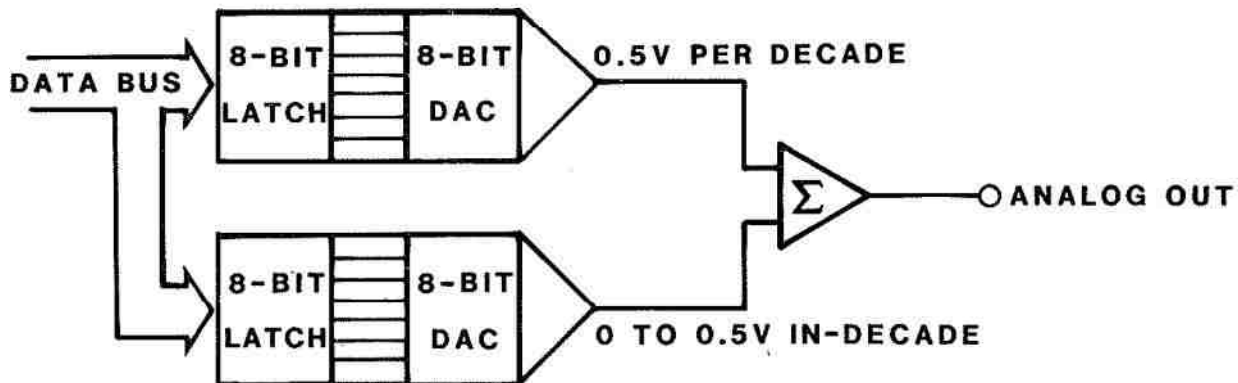 8-BIT
LATCH
8-BIT
DAC
0.5V PER DECADE
DATA BUS
Σ
ANALOG OUT
8-BIT
LATCH
8-BIT
DAC
0 TO 0.5V IN-DECADE